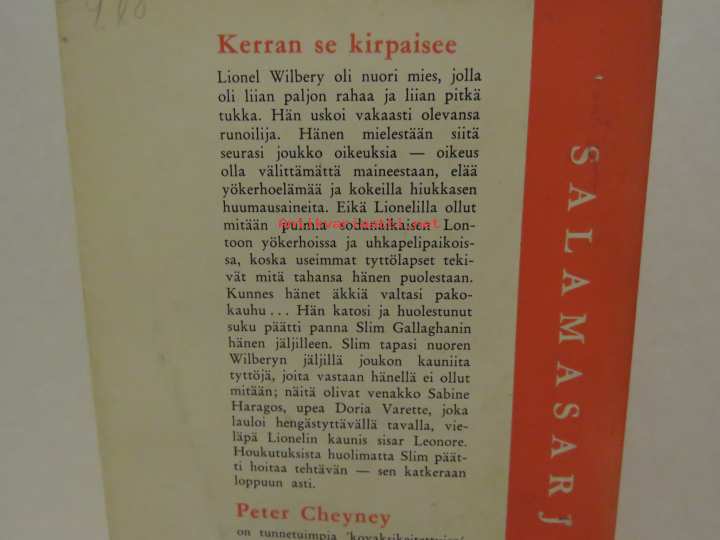 Kerran se kirpaisee
Lionel Wilbery oli nuori mies, jolla
oli liian paljon rahaa ja liian pitkä
tukka. Hän uskoi vakaasti olevansa
runoilija. Hänen mielestään siitä
seurasi joukko oikeuksia — oikeus
olla välittämättä maineestaan, elää
yökerhoelämää ja kokeilla hiukkasen
huumausaineita. Eikä Lionelilla ollut
mitään pulmia sodanaikaisen Lon-
toon yökerhoissa ja uhkapelipaikois-
sa, koska useimmat tyttölapset teki-
vät mitä tahansa hänen puolestaan.
Kunnes hänet äkkiä valtasi pako-
kauhu... Hän katosi ja huolestunut
suku päätti panna Slim Gallaghanin
hänen jäljilleen. Slim tapasi nuoren
Wilberyn jäljillä joukon kauniita
tyttöjä, joita vastaan hänellä ei ollut
mitään; näitä olivat venakko Sabine
Haragos, upea Doria Varette, joka
lauloi hengästyttävällä tavalla, vie-
läpä Lionelin kaunis sisar Leonore.
Houkutuksista huolimatta Slim päät-
ti hoitaa tehtävän — sen katkeraan
loppuun asti.
Peter Cheyney
on tunnetuimpia
SALAMASARJ